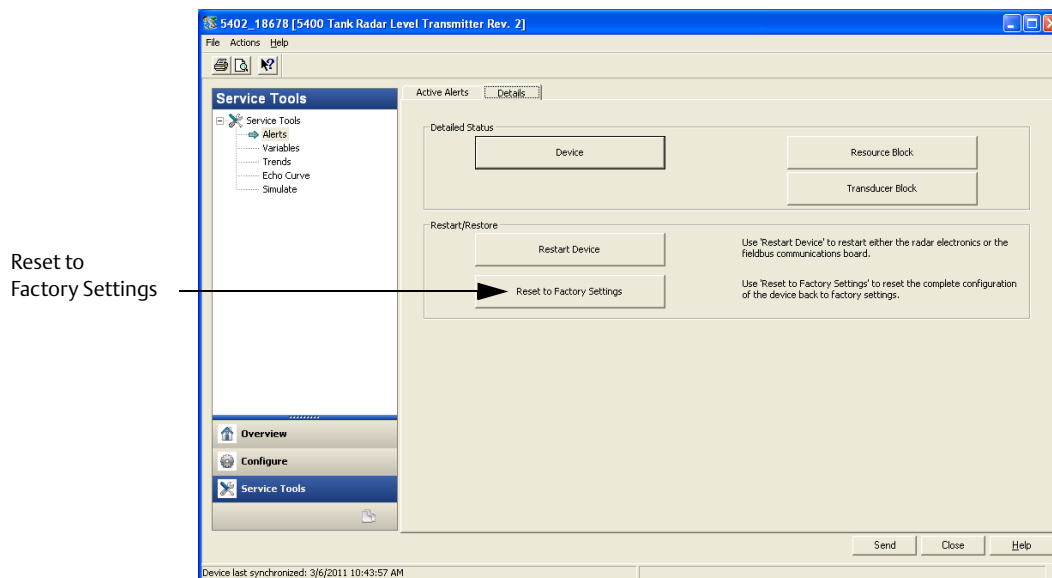 5402_18678 [5400 Tank Radar Level Transmitter Rev. 2]
File Actions Help
Service Tools
Service Tools
Alerts
Variables
Trends
Echo Curve
Simulate
Overview
Configure
Service Tools
Active Alerts Details
Detailed Status
Device
Resource Block
Transducer Block
Restart/Restore
Restart Device
Use 'Restart Device' to restart either the radar electronics or the
fieldbus communications board.
Reset to Factory Settings
Use 'Reset to Factory Settings' to reset the complete configuration
of the device back to factory settings.
Reset to
Factory Settings
Send Close Help
Device last synchronized: 3/6/2011 10:43:57 AM